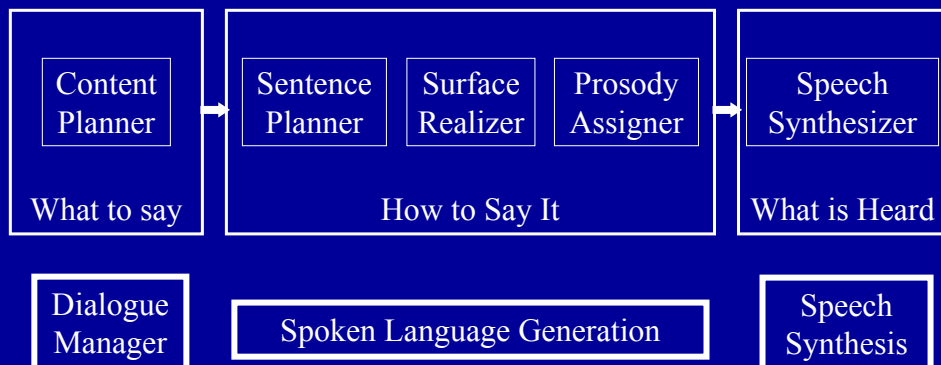 Content
Planner
Sentence
Planner
Surface
Realizer
Prosody
Assigner
Speech
Synthesizer
What to say
How to Say It
What is Heard
Dialogue
Manager
Spoken Language Generation
Speech
Synthesis